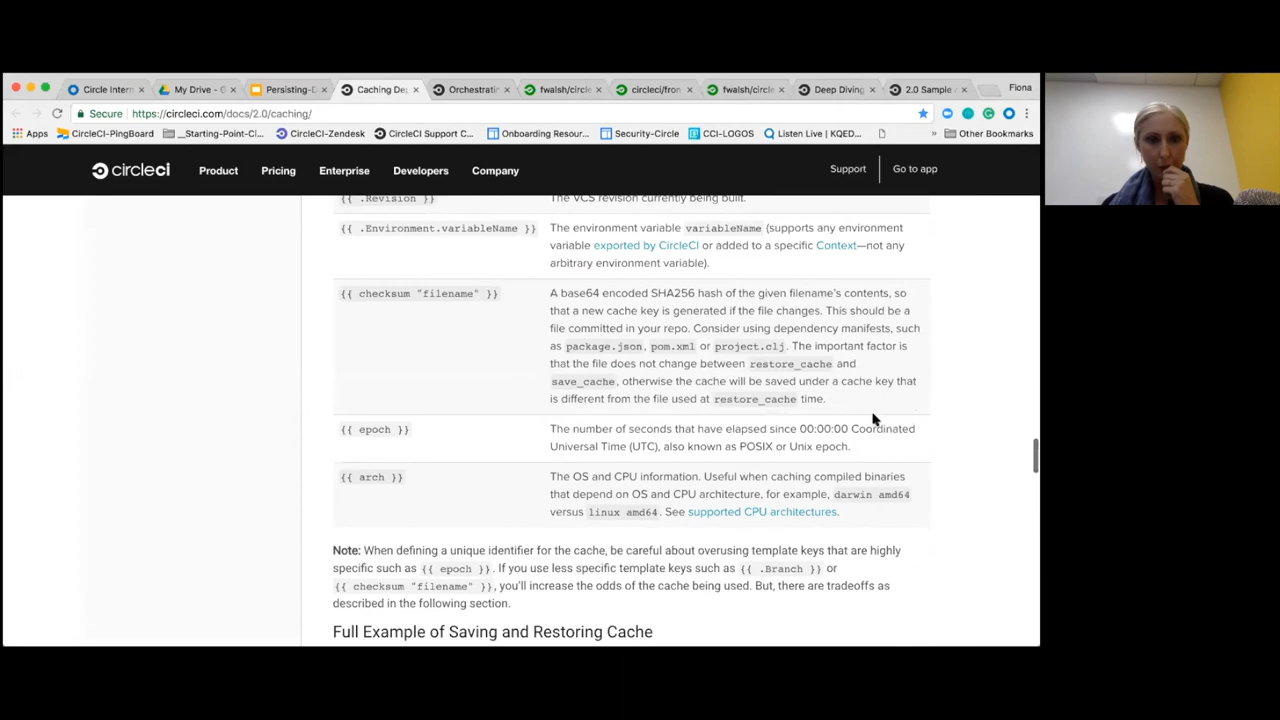 Circle Intern
My Drive - G
Persisting-D
Caching De
Orchestratin
fwalsh/circle
circleci/fron
fwalsh/circle
Deep Diving
2.0 Sample
Fiona
Secure
https://circleci.com/docs/2.0/caching/
Apps
CircleCI-PingBoard
__Starting-Point-Ci...
CircleCI-Zendesk
CircleCI Support C...
Onboarding Resour...
Security-Circle
CCI-LOGOS
Listen Live | KQED...
»
Other Bookmarks
circleci
Product
Pricing
Enterprise
Developers
Company
Support
Go to app
{{ .Revision }}
The VCS revision currently being built.
{{ .Environment.variableName }}
The environment variable variableName (supports any environment
variable exported by CircleCI or added to a specific Context—not any
arbitrary environment variable).
{{ checksum "filename" }}
A base64 encoded SHA256 hash of the given filename's contents, so
that a new cache key is generated if the file changes. This should be a
file committed in your repo. Consider using dependency manifests, such
as package.json, pom.xml or project.clj. The important factor is
that the file does not change between restore_cache and
save_cache, otherwise the cache will be saved under a cache key that
is different from the file used at restore_cache time.
{{ epoch }}
The number of seconds that have elapsed since 00:00:00 Coordinated
Universal Time (UTC), also known as POSIX or Unix epoch.
{{ arch }}
The OS and CPU information. Useful when caching compiled binaries
that depend on OS and CPU architecture, for example, darwin amd64
versus linux amd64. See supported CPU architectures.
Note: When defining a unique identifier for the cache, be careful about overusing template keys that are highly
specific such as {{ epoch }}. If you use less specific template keys such as {{ .Branch }} or
{{ checksum "filename" }}, you'll increase the odds of the cache being used. But, there are tradeoffs as
described in the following section.
Full Example of Saving and Restoring Cache